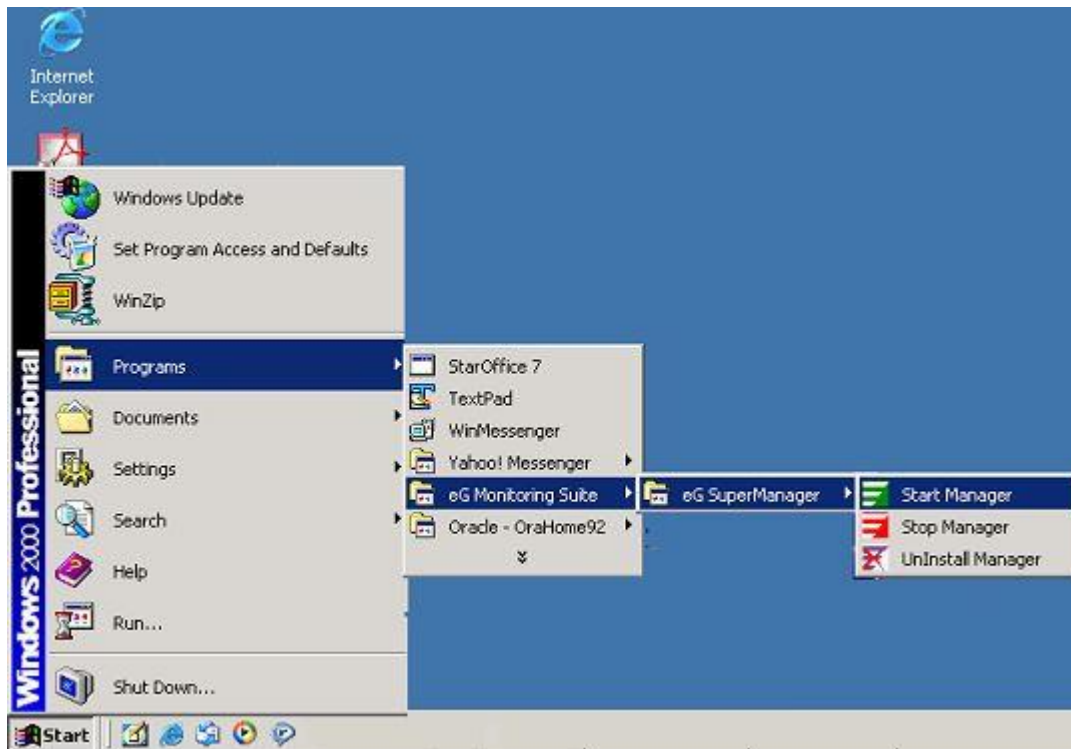 Internet
Explorer
Windows Update
Set Program Access and Defaults
WinZip
Programs
Documents
Settings
Search
Help
Run...
Shut Down...
Windows 2000 Professional
StarOffice 7
TextPad
WinMessenger
Yahoo! Messenger
eG Monitoring Suite
Oracle - OraHome92
eG SuperManager
Start Manager
Stop Manager
UnInstall Manager
Start